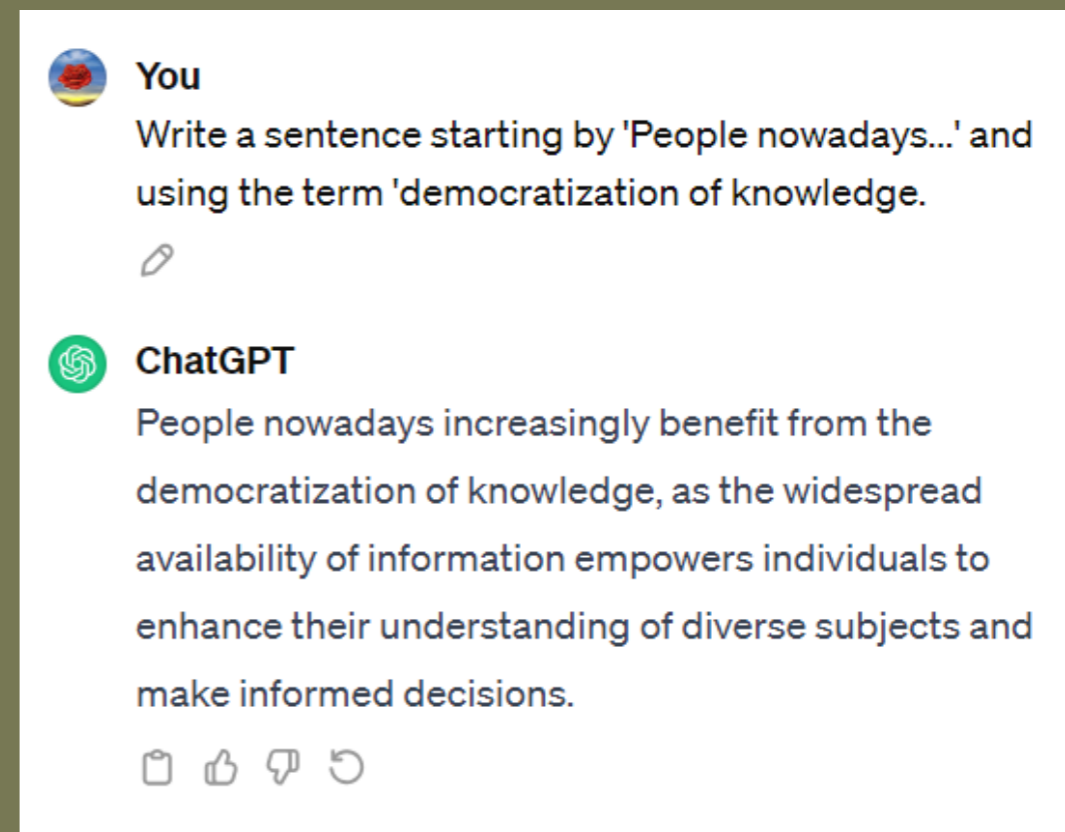 You
Write a sentence starting by 'People nowadays...' and
using the term 'democratization of knowledge.
ChatGPT
People nowadays increasingly benefit from the
democratization of knowledge, as the widespread
availability of information empowers individuals to
enhance their understanding of diverse subjects and
make informed decisions.